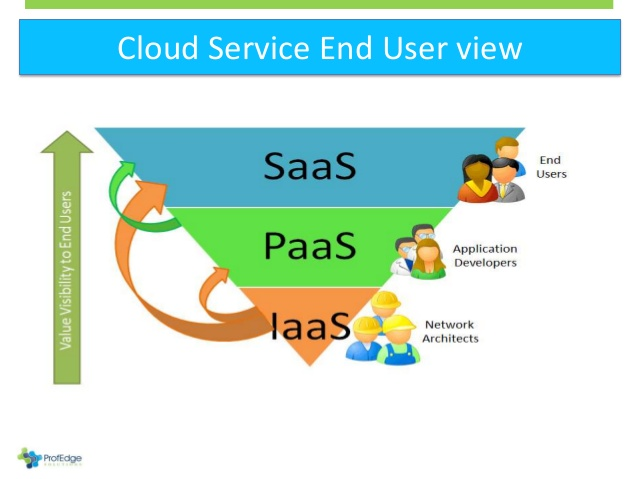 Cloud Service End User view
SaaS
End
Users
PaaS
Application
Developers
IaaS
Network
Architects
Value Visibility to End Users
ProfEdge
SOLUTIONS